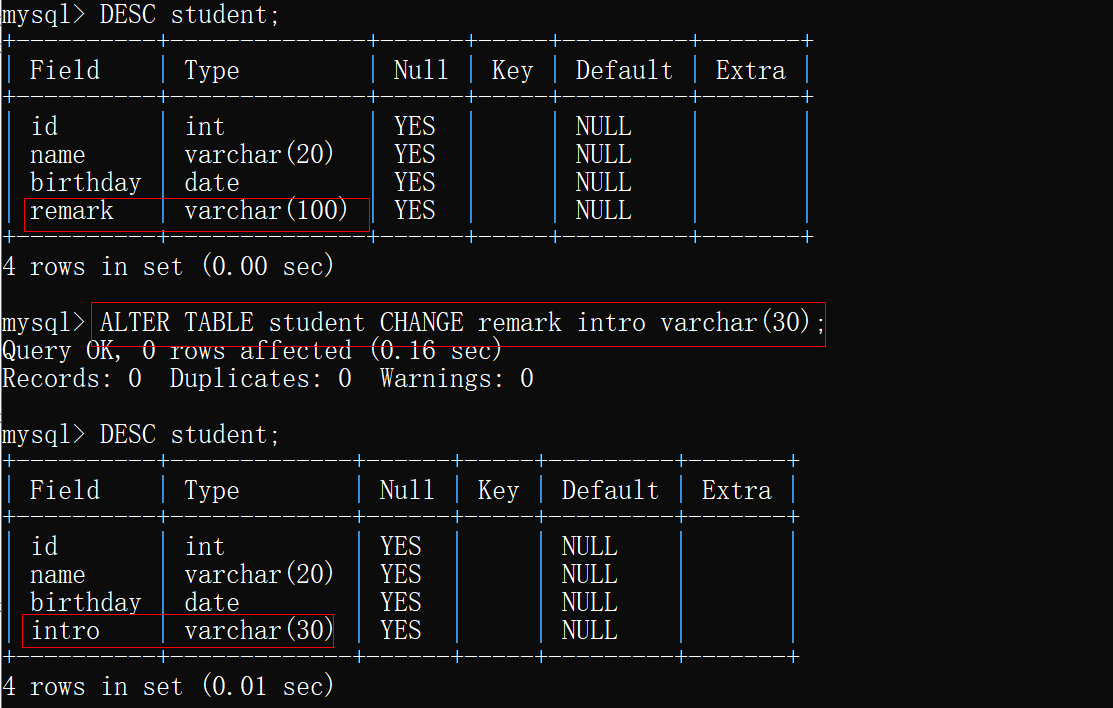 mysql> DESC student;
+----------+--------------+------+-----+---------+-------+
| Field    | Type         | Null | Key | Default | Extra |
+----------+--------------+------+-----+---------+-------+
| id       | int          | YES  |     | NULL    |       |
| name     | varchar(20)  | YES  |     | NULL    |       |
| birthday | date         | YES  |     | NULL    |       |
| remark   | varchar(100) | YES  |     | NULL    |       |
+----------+--------------+------+-----+---------+-------+
4 rows in set (0.00 sec)
mysql> ALTER TABLE student CHANGE remark intro varchar(30);
Query OK, 0 rows affected (0.16 sec)
Records: 0  Duplicates: 0  Warnings: 0
mysql> DESC student;
+----------+-------------+------+-----+---------+-------+
| Field    | Type        | Null | Key | Default | Extra |
+----------+-------------+------+-----+---------+-------+
| id       | int         | YES  |     | NULL    |       |
| name     | varchar(20) | YES  |     | NULL    |       |
| birthday | date        | YES  |     | NULL    |       |
| intro    | varchar(30) | YES  |     | NULL    |       |
+----------+-------------+------+-----+---------+-------+
4 rows in set (0.01 sec)